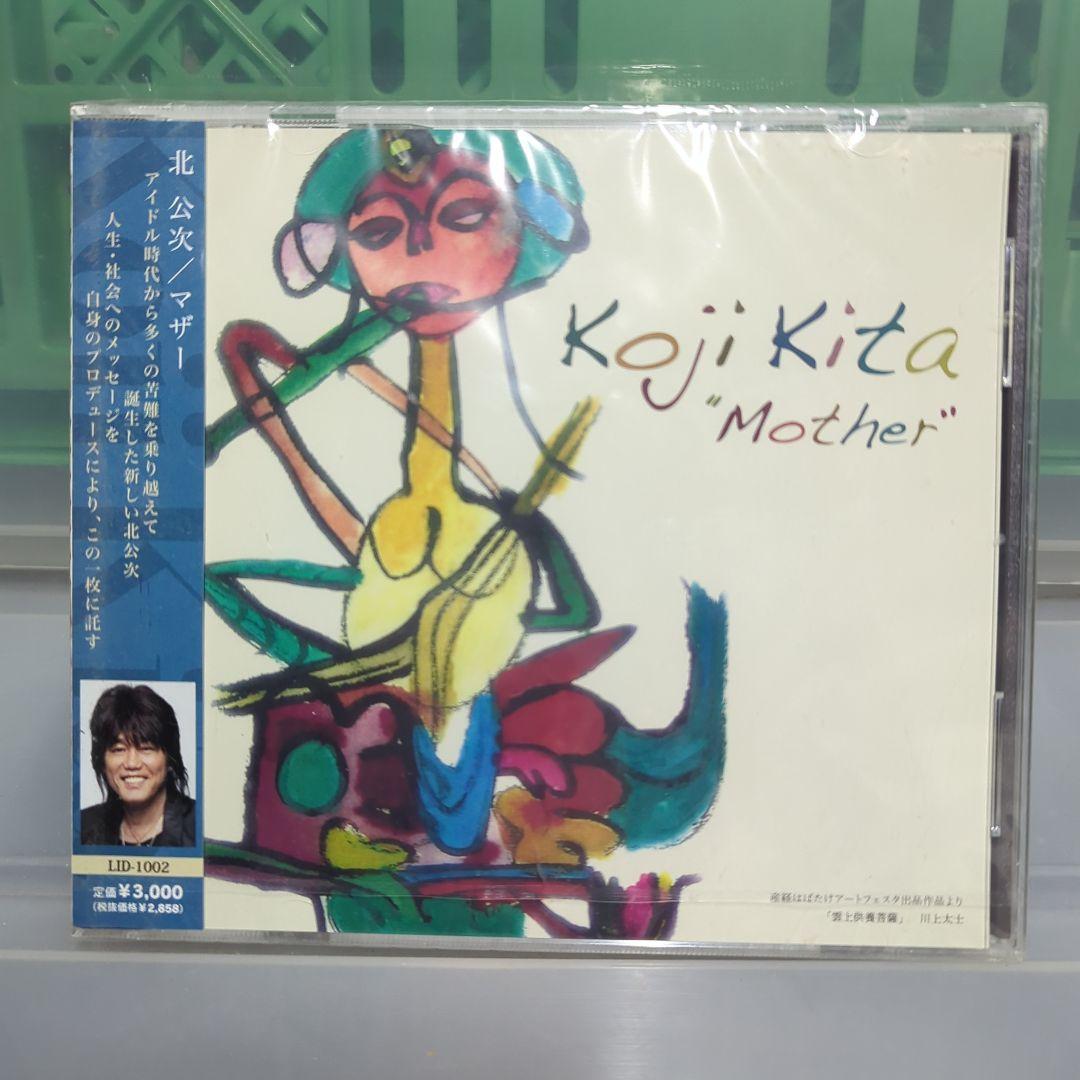 北 公次／マザー
アイドル時代から多くの苦難を乗り越えて
誕生した新しい北公次
人生・社会へのメッセージを
自身のプロデュースにより、この一枚に託す
LID-1002
定価¥3,000
(税抜価格¥2,858)
Koji Kita
"Mother"
産経はばたけアートフェスタ出品作品より
「雲上供養菩薩」 川上太士